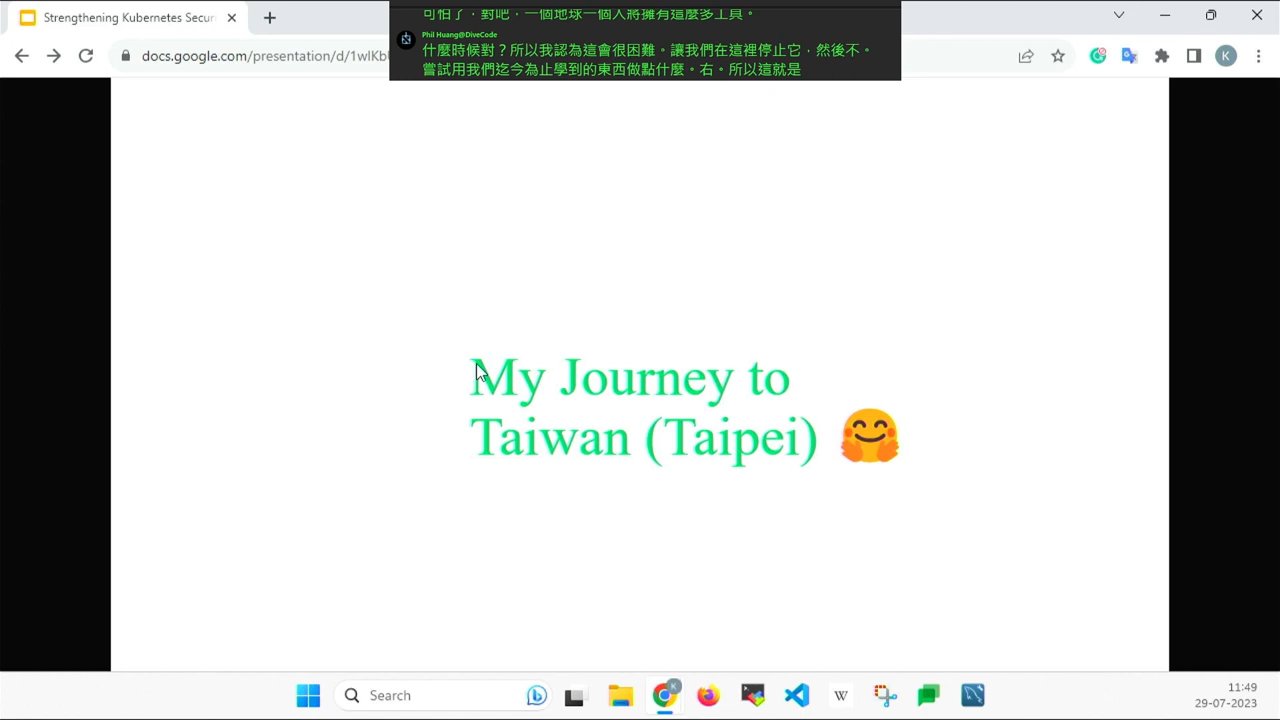 Strengthening Kubernetes Secur
可怕了，對吧，一個地球一個人將擁有這麼多工具。
Phil Huang@DiveCode
什麼時候對？所以我認為這會很困難。讓我們在這裡停止它，然後不。
嘗試用我們迄今為止學到的東西做點什麼。右。所以這就是
docs.google.com/presentation/d/1wlKb
K
My Journey to
Taiwan (Taipei) 🤗
Search
K
W
11:49
29-07-2023